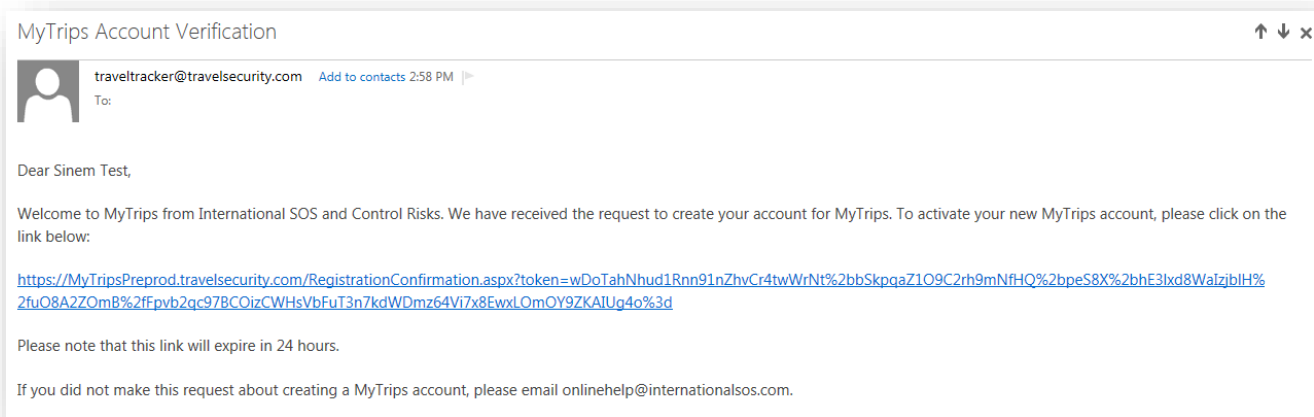 MyTrips Account Verification
traveltracker@travelsecurity.com Add to contacts 2:58 PM
To:
Dear Sinem Test,
Welcome to MyTrips from International SOS and Control Risks. We have received the request to create your account for MyTrips. To activate your new MyTrips account, please click on the
link below:
https://MyTripsPreprod.travelsecurity.com/RegistrationConfirmation.aspx?token=wDoTahNhud1Rnn91nZhvCr4twWrNt%2bbSkpqaZ1O9C2rh9mNfHQ%2bpeS8X%2bhE3Ixd8WaIzjbIH%
2fuO8A2ZOmB%2fFpvb2qc97BCOizCWHsVbFuT3n7kdWDmz64Vi7x8EwxLOmOY9ZKAIUg4o%3d
Please note that this link will expire in 24 hours.
If you did not make this request about creating a MyTrips account, please email onlinehelp@internationalsos.com.